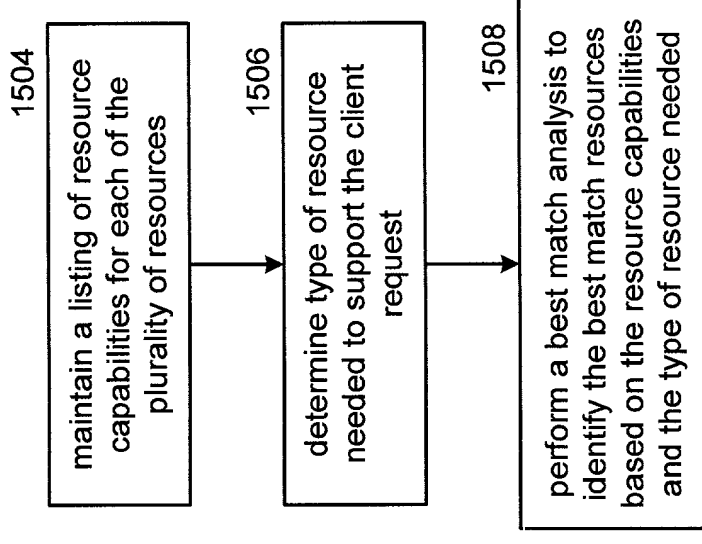 1504
maintain a listing of resource
capabilities for each of the
plurality of resources
1506
determine type of resource
needed to support the client
request
1508
perform a best match analysis to
identify the best match resources
based on the resource capabilities
and the type of resource needed